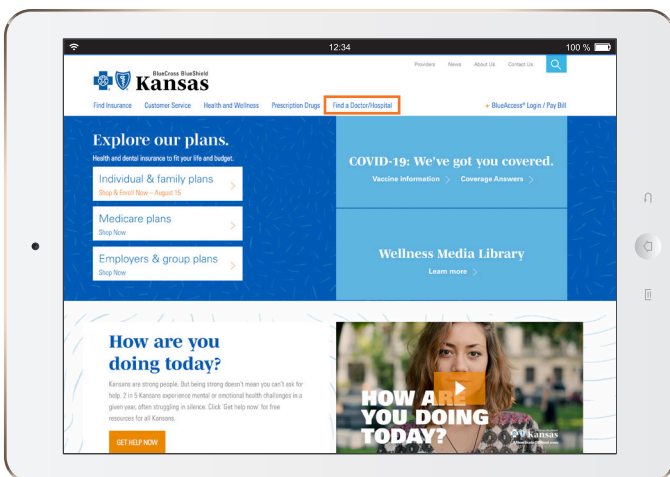 12:34
100 %
Providers News About Us Contact Us
BlueCross BlueShield
Kansas
Find Insurance Customer Service Health and Wellness Prescription Drugs Find a Doctor/Hospital + BlueAccess® Login / Pay Bill
Explore our plans.
Health and dental insurance to fit your life and budget.
Individual & family plans
Shop & Enroll Now – August 15
Medicare plans
Shop Now
Employers & group plans
Shop Now
COVID-19: We've got you covered.
Vaccine information > Coverage Answers >
Wellness Media Library
Learn more >
How are you
doing today?
Kansans are strong people. But being strong doesn't mean you can't ask for
help. 2 in 5 Kansans experience mental or emotional health challenges in a
given year, often struggling in silence. Click 'Get help now' for free
resources for all Kansans.
GET HELP NOW
HOW ARE
YOU DOING
TODAY?
Kansas